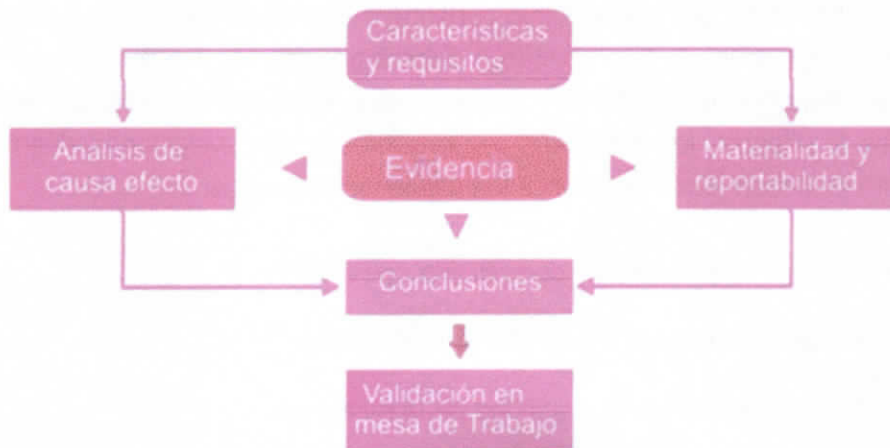 Características
y requisitos
Análisis de
causa efecto
Evidencia
Materialidad y
reportabilidad
Conclusiones
Validación en
mesa de Trabajo